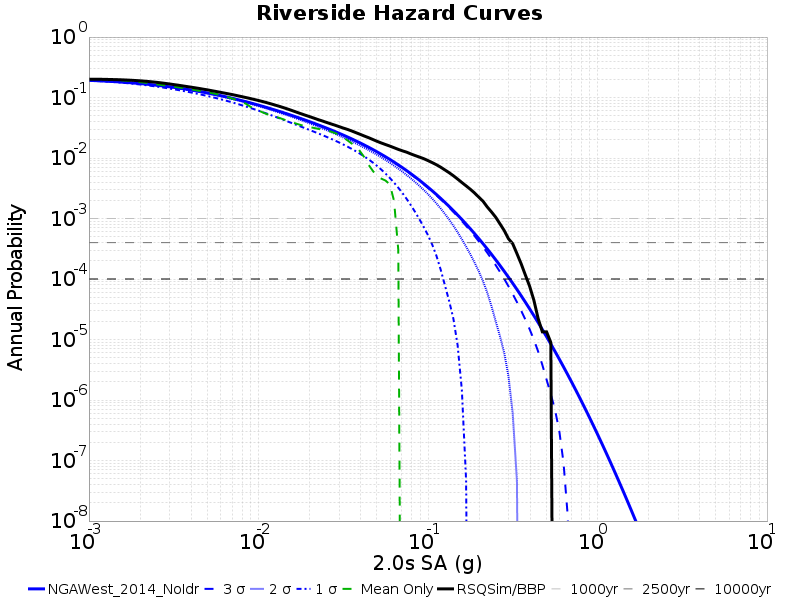 Riverside Hazard Curves
10^0
10^-1
10^-2
10^-3
10^-4
10^-5
10^-6
10^-7
10^-8
Annual Probability
10^-3 10^-2 10^-1 10^0 10^1
2.0s SA (g)
NGAWest_2014_NoIdr 3 σ 2 σ 1 σ Mean Only RSQSim/BBP 1000yr 2500yr 10000yr